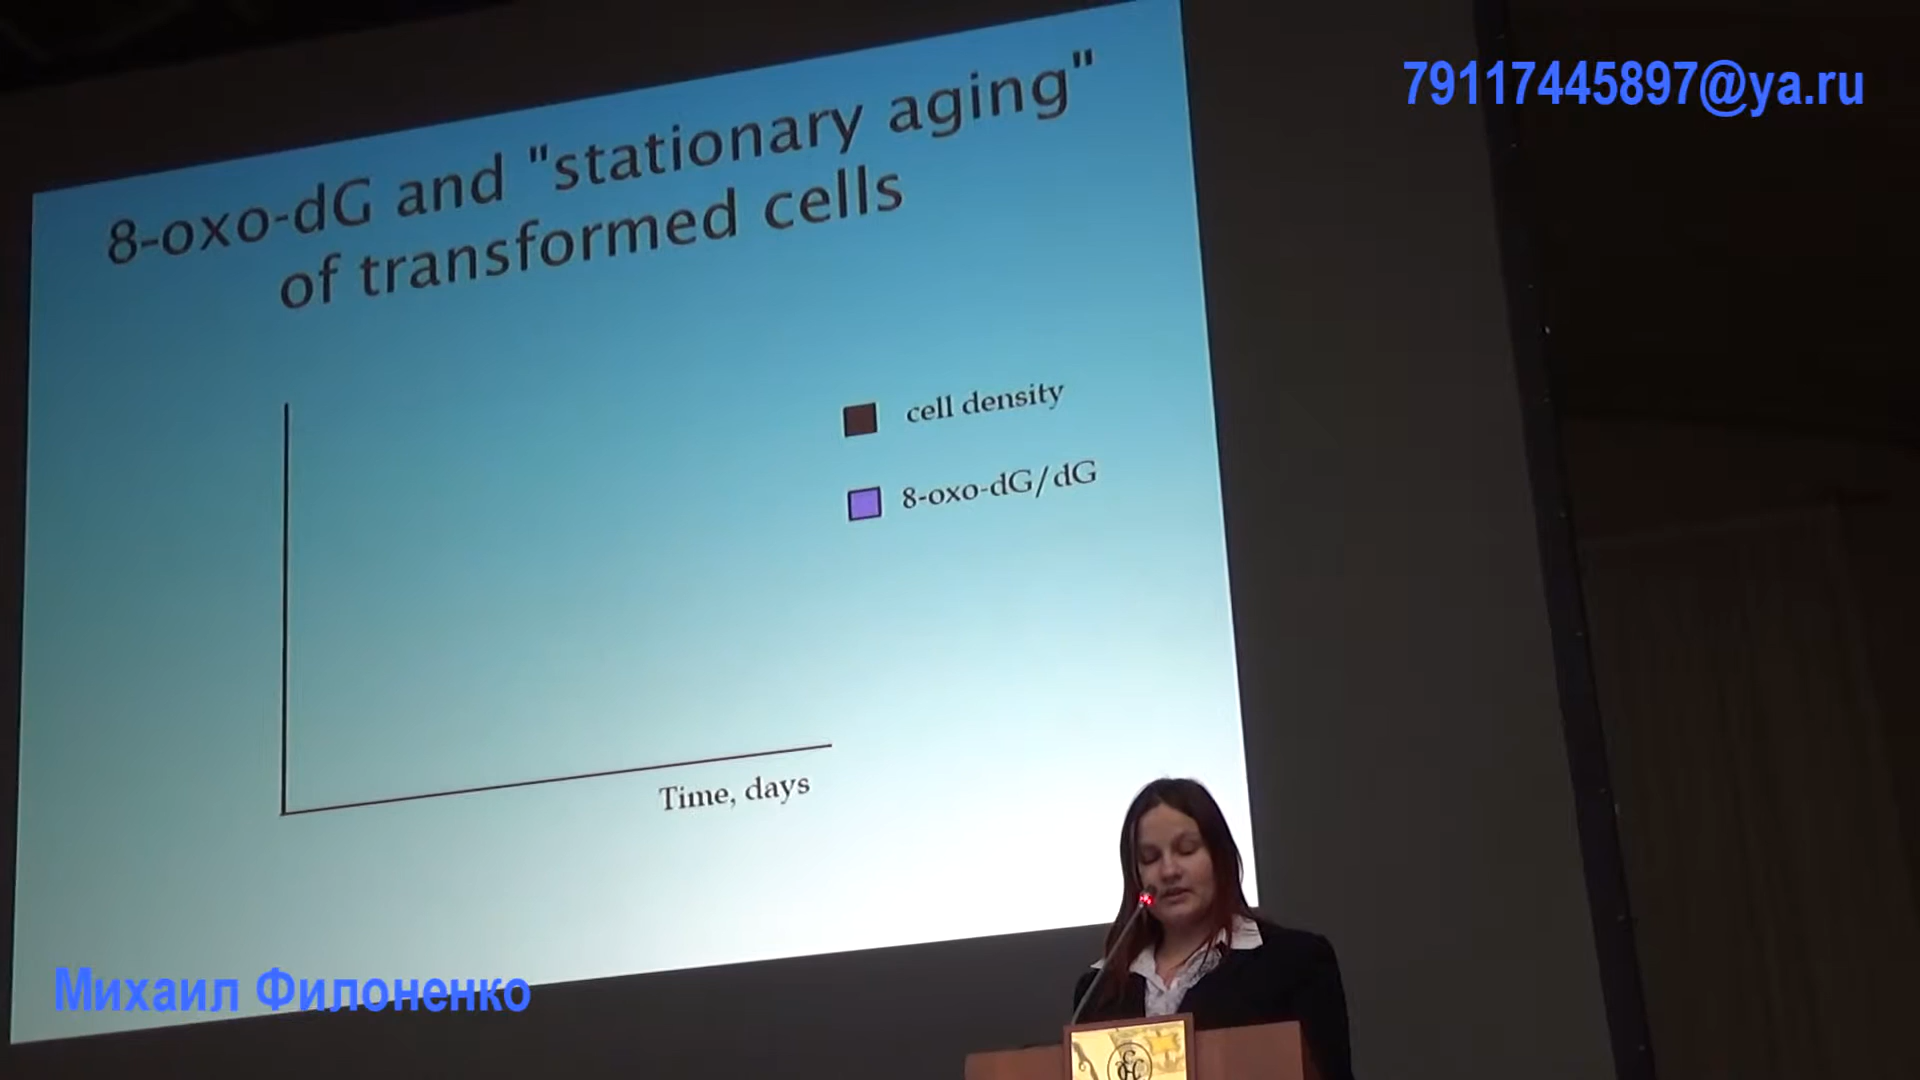 79117445897@ya.ru
8-oxo-dG and "stationary aging"
of transformed cells
cell density
8-oxo-dG/dG
Time, days
Михаил Филоненко